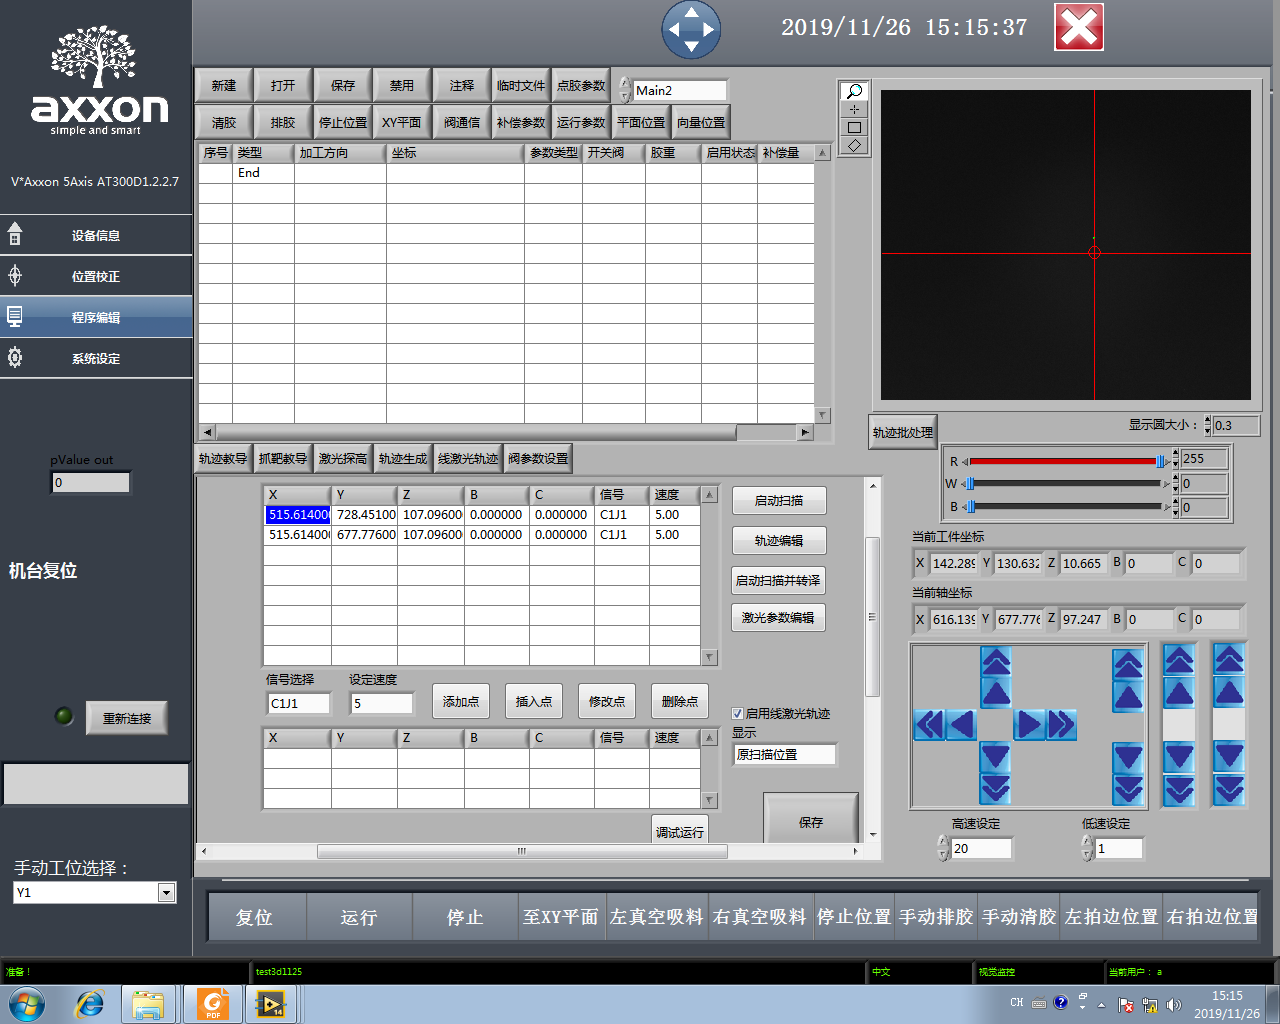 2019/11/26 15:15:37
axxon
simple and smart
V*Axxon 5Axis AT300D1.2.2.7
设备信息
位置校正
程序编辑
系统设定
pValue out
0
机台复位
重新连接
手动工位选择：
Y1
新建 打开 保存 禁用 注释 临时文件 点胶参数 Main2
清胶 排胶 停止位置 XY平面 阀通信 补偿参数 运行参数 平面位置 向量位置
序号 类型 加工方向 坐标 参数类型 开关阀 胶重 启用状态 补偿量
End
轨迹教导 抓靶教导 激光探高 轨迹生成 线激光轨迹 阀参数设置
X Y Z B C 信号 速度
515.61400 728.45100 107.09600 0.000000 0.000000 C1J1 5.00
515.61400 677.77600 107.09600 0.000000 0.000000 C1J1 5.00
启动扫描
轨迹编辑
启动扫描并转译
激光参数编辑
信号选择 设定速度
C1J1 5 添加点 插入点 修改点 删除点
启用线激光轨迹
显示
原扫描位置
X Y Z B C 信号 速度
调试运行
保存
轨迹批处理
显示圆大小： 0.3
R 255
W 0
B 0
当前工件坐标
X 142.289 Y 130.632 Z 10.665 B 0 C 0
当前轴坐标
X 616.139 Y 677.776 Z 97.247 B 0 C 0
高速设定 低速设定
20 1
复位 运行 停止 至XY平面 左真空吸料 右真空吸料 停止位置 手动排胶 手动清胶 左拍边位置 右拍边位置
准备！ test3d1125 中文 视觉监控 当前用户： a
PDF
14
CH
15:15
2019/11/26